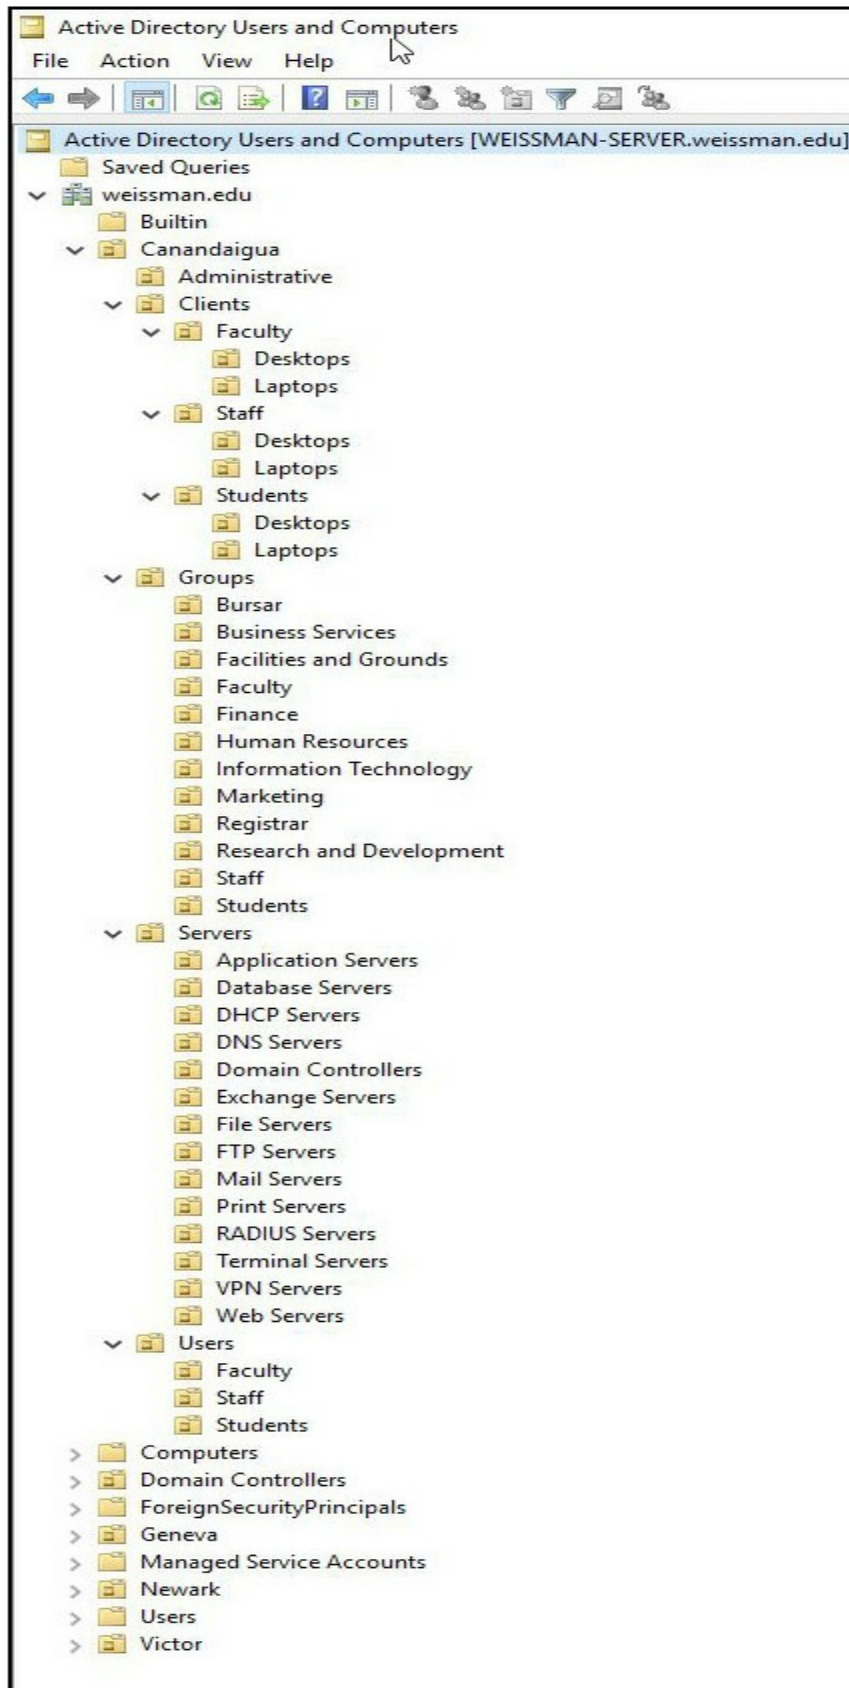 Active Directory Users and Computers
File Action View Help
Active Directory Users and Computers [WEISSMAN-SERVER.weissman.edu]
Saved Queries
weissman.edu
Builtin
Canandaigua
Administrative
Clients
Faculty
Desktops
Laptops
Staff
Desktops
Laptops
Students
Desktops
Laptops
Groups
Bursar
Business Services
Facilities and Grounds
Faculty
Finance
Human Resources
Information Technology
Marketing
Registrar
Research and Development
Staff
Students
Servers
Application Servers
Database Servers
DHCP Servers
DNS Servers
Domain Controllers
Exchange Servers
File Servers
FTP Servers
Mail Servers
Print Servers
RADIUS Servers
Terminal Servers
VPN Servers
Web Servers
Users
Faculty
Staff
Students
Computers
Domain Controllers
ForeignSecurityPrincipals
Geneva
Managed Service Accounts
Newark
Users
Victor